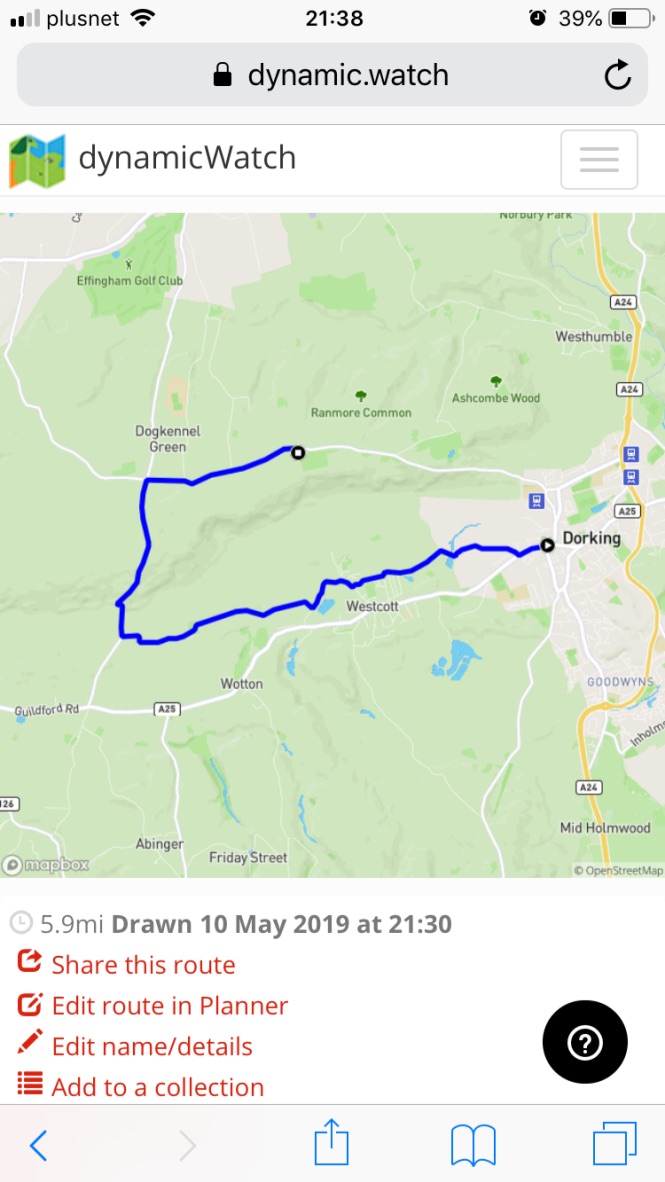 plusnet 21:38 39%
dynamic.watch
dynamicWatch
Norbury Park
Effingham Golf Club
A24
Westhumble
A24
Ashcombe Wood
Ranmore Common
Dogkennel
Green
A25
Dorking
Westcott
Wotton
GOODWYNS
Guildford Rd
A25
A24
126
Mid Holmwood
Abinger
Friday Street
mapbox
© OpenStreetMap
5.9mi Drawn 10 May 2019 at 21:30
Share this route
Edit route in Planner
Edit name/details
?
Add to a collection